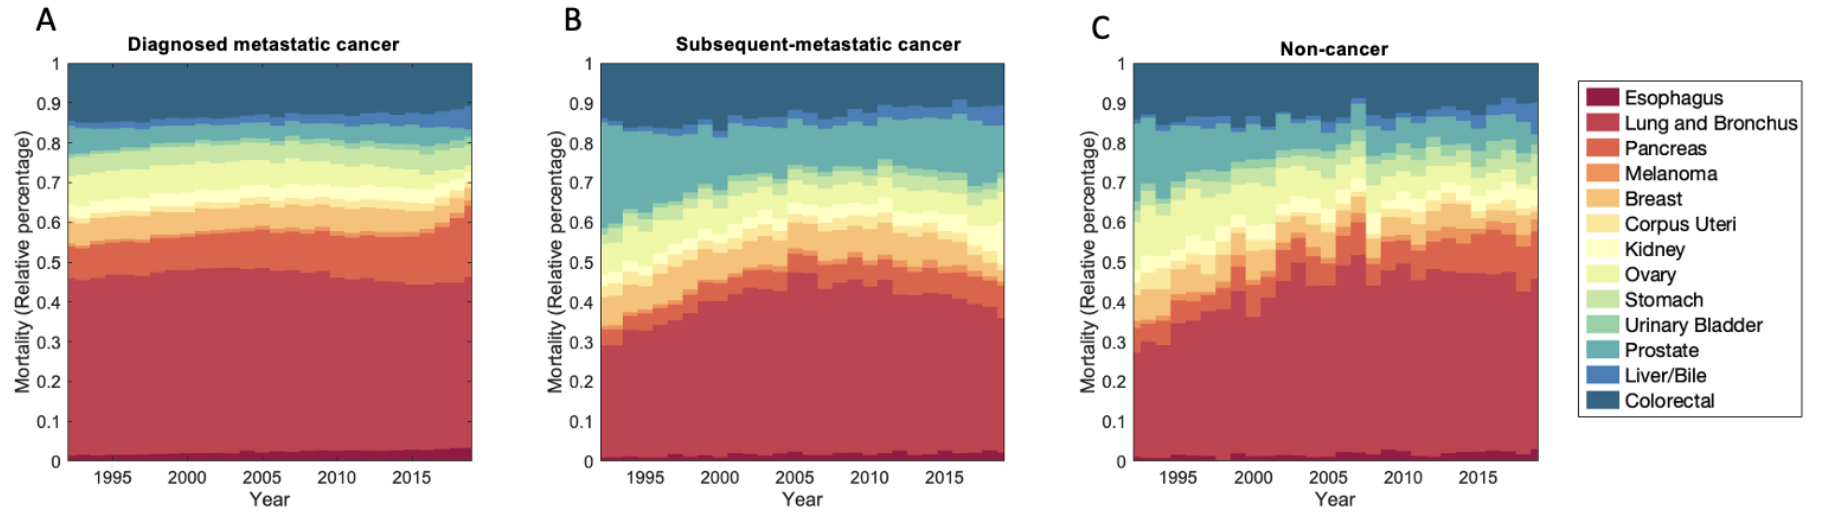 A
Diagnosed metastatic cancer
1
0.9
0.8
0.7
0.6
0.5
0.4
0.3
0.2
0.1
0
Mortality (Relative percentage)
1995 2000 2005 2010 2015
Year
B
Subsequent-metastatic cancer
1
0.9
0.8
0.7
0.6
0.5
0.4
0.3
0.2
0.1
0
Mortality (Relative percentage)
1995 2000 2005 2010 2015
Year
C
Non-cancer
1
0.9
0.8
0.7
0.6
0.5
0.4
0.3
0.2
0.1
0
Mortality (Relative percentage)
1995 2000 2005 2010 2015
Year
Esophagus
Lung and Bronchus
Pancreas
Melanoma
Breast
Corpus Uteri
Kidney
Ovary
Stomach
Urinary Bladder
Prostate
Liver/Bile
Colorectal